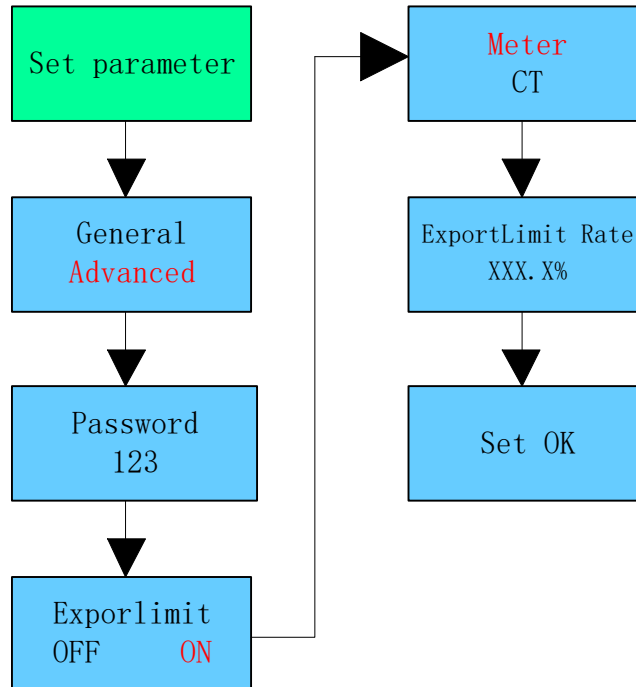 Set parameter
General
Advanced
Password
123
Exporlimit
OFF ON
Meter
CT
ExportLimit Rate
XXX.X%
Set OK